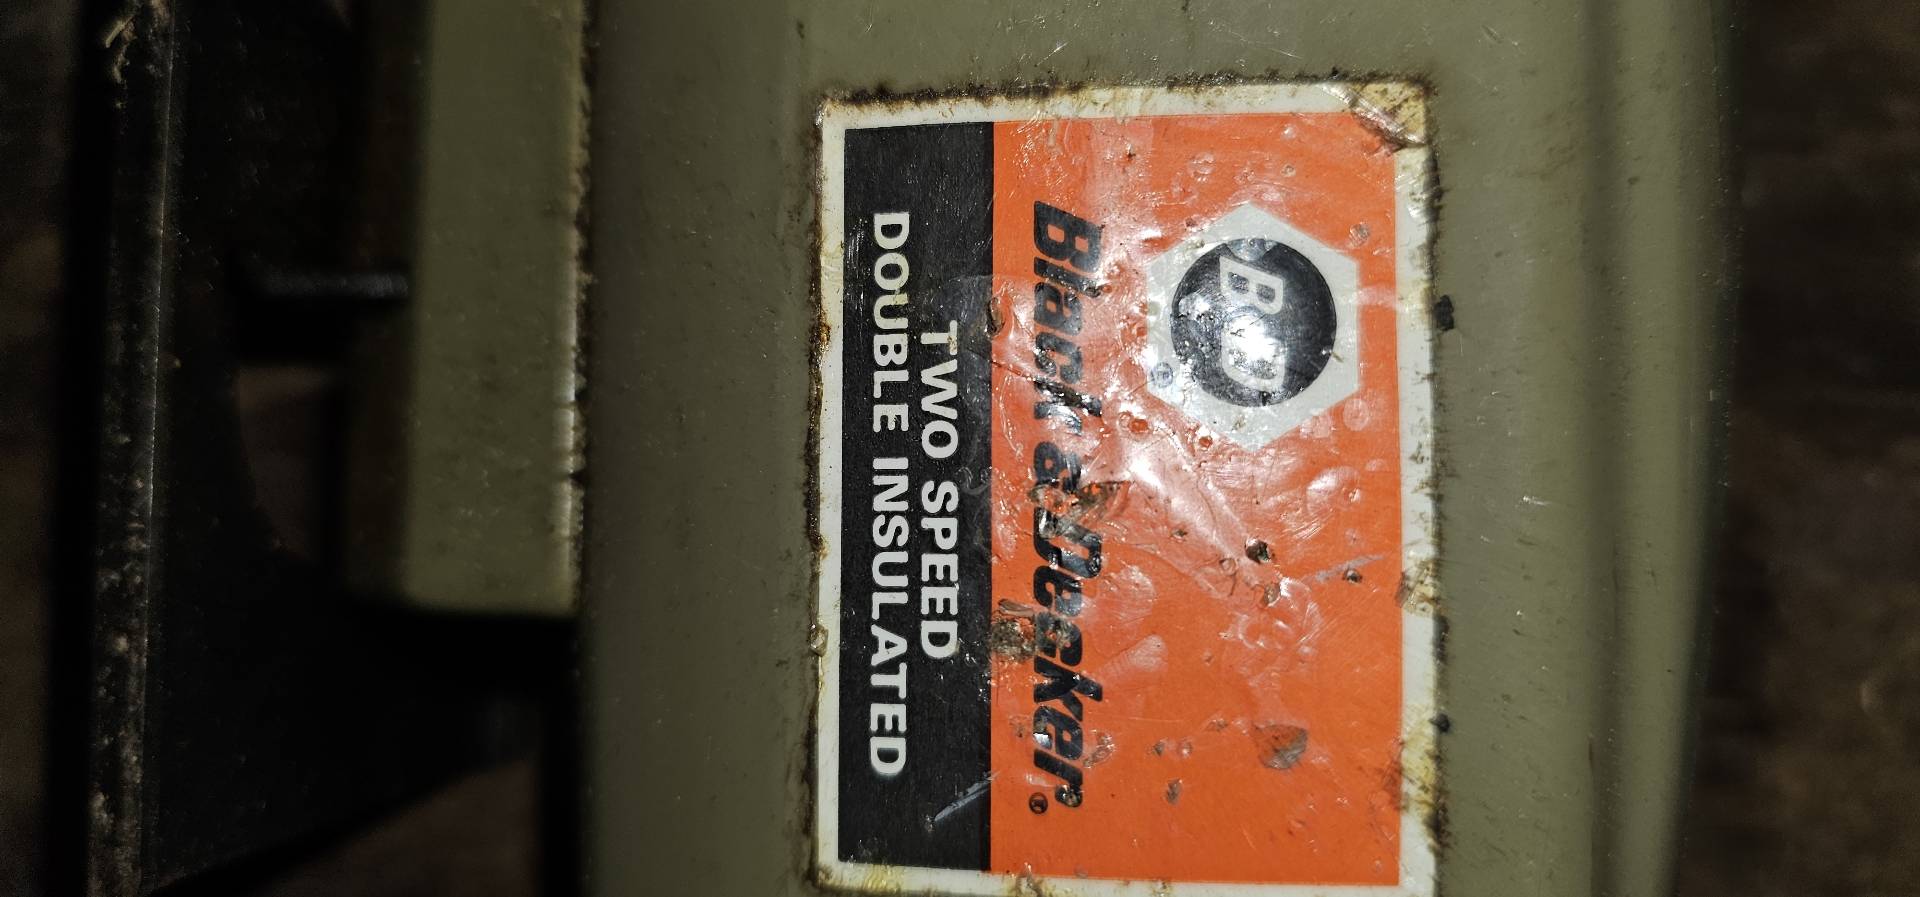 B&D
®
Black & Decker®
TWO SPEED
DOUBLE INSULATED